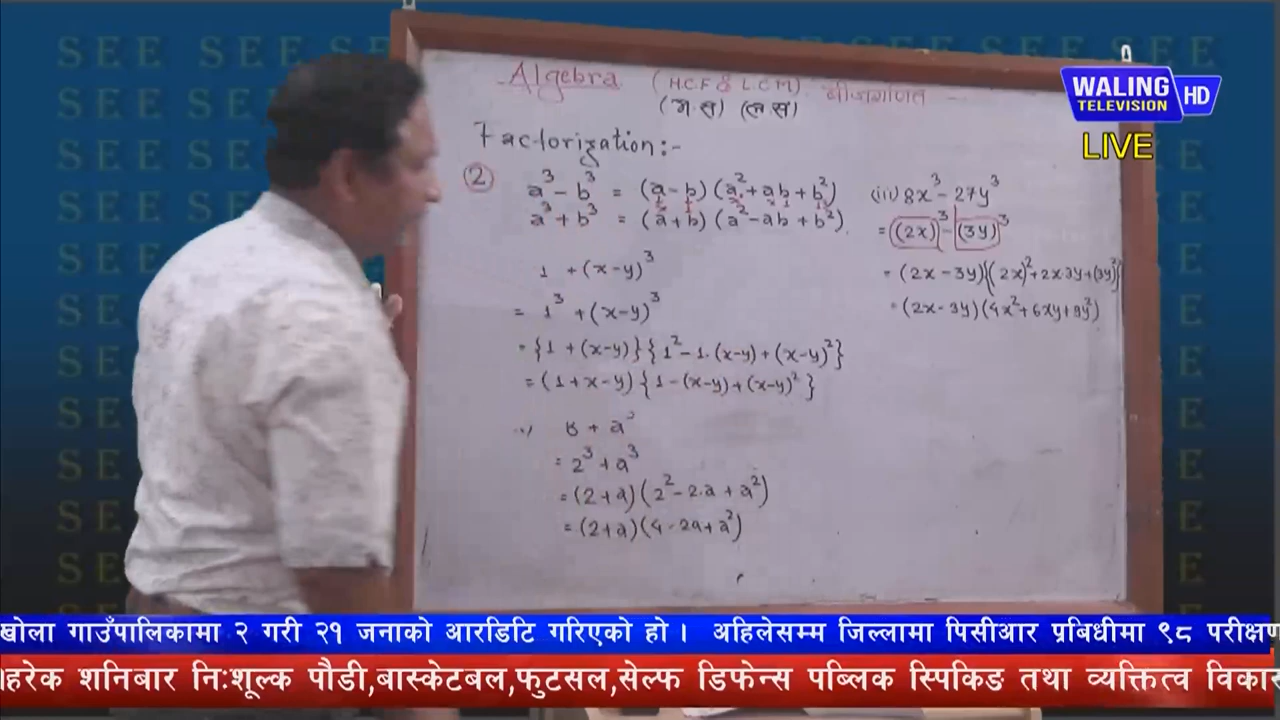 SEE SEE SEE SEE SEE SEE
WALING
TELEVISION HD
LIVE
Algebra (H.C.F & L.C.M) बीजगणित
(म.स) (ल.स)
Factorization:-
② a³ - b³ = (a - b) (a² + ab + b²)
a³ + b³ = (a + b) (a² - ab + b²).
1 + (x-y)³
= 1³ + (x-y)³
= {1 + (x-y)} {1² - 1.(x-y) + (x-y)²}
= (1 + x - y) {1 - (x-y) + (x-y)²}
8 + a³
= 2³ + a³
= (2 + a) (2² - 2.a + a²)
= (2+a) (4 - 2a + a²)
(iii) 8x³ - 27y³
= (2x)³ - (3y)³
= (2x - 3y) {(2x)² + 2x 3y + (3y)²}
= (2x - 3y) (4x² + 6xy + 9y²)
खोला गाउँपालिकामा २ गरी २१ जनाको आरडिटि गरिएको हो । अहिलेसम्म जिल्लामा पिसीआर प्रबिधीमा ९८ परीक्षण
हरेक शनिबार नि:शूल्क पौडी,बास्केटबल,फुटसल,सेल्फ डिफेन्स पब्लिक स्पिकिङ तथा व्यक्तित्व विकास